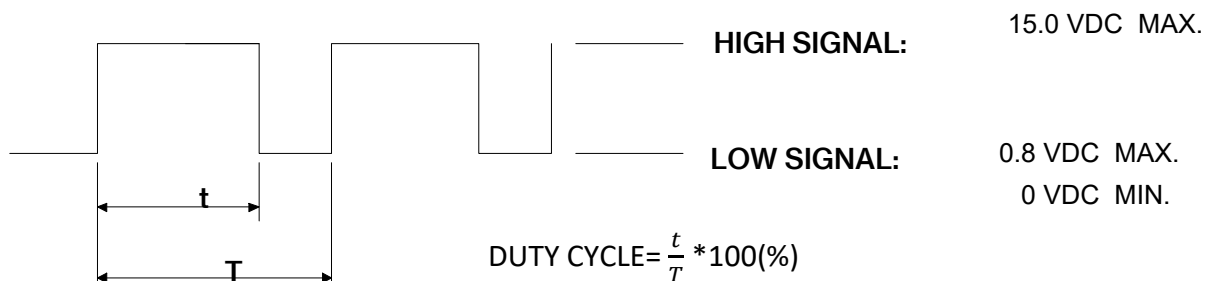 15.0 VDC MAX.
HIGH SIGNAL:
LOW SIGNAL:
0.8 VDC MAX.
0 VDC MIN.
t
T
DUTY CYCLE= t/T *100(%)